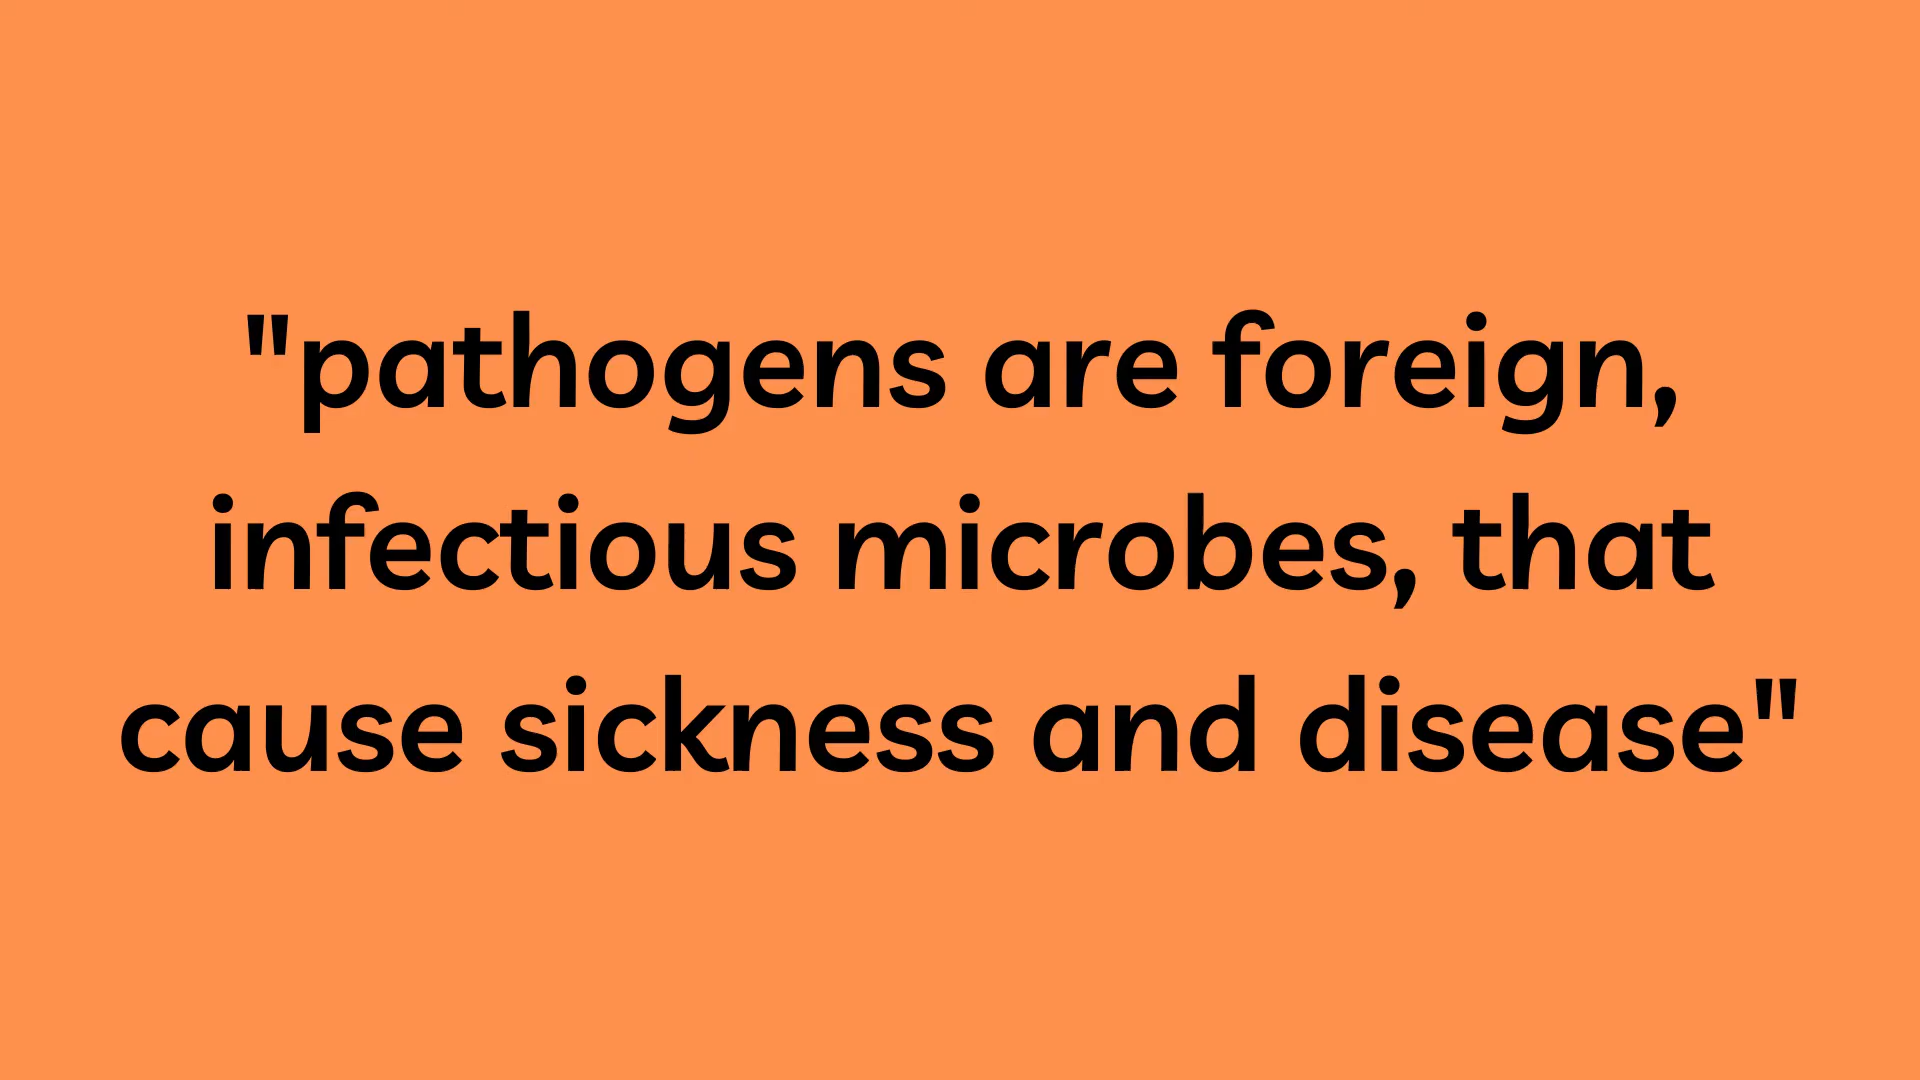 "pathogens are foreign,
infectious microbes, that
cause sickness and disease"